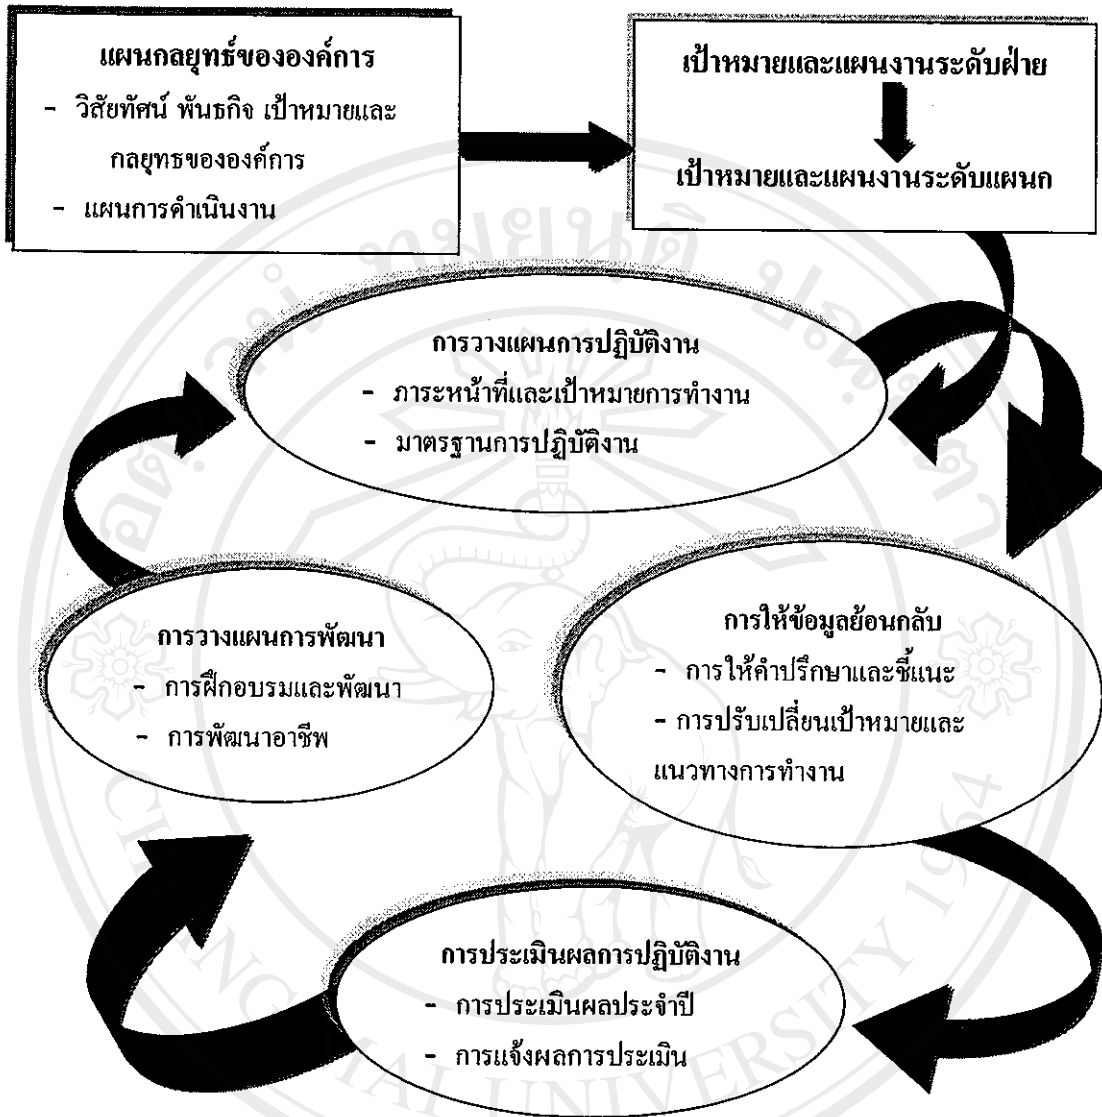 แผนกลยุทธ์ขององค์การ
- วิสัยทัศน์ พันธกิจ เป้าหมายและ
กลยุทธขององค์การ
- แผนการดำเนินงาน
เป้าหมายและแผนงานระดับฝ่าย
เป้าหมายและแผนงานระดับแผนก
การวางแผนการปฏิบัติงาน
- ภาระหน้าที่และเป้าหมายการทำงาน
- มาตรฐานการปฏิบัติงาน
การให้ข้อมูลย้อนกลับ
- การให้คำปรึกษาและชี้แนะ
- การปรับเปลี่ยนเป้าหมายและ
แนวทางการทำงาน
การวางแผนการพัฒนา
- การฝึกอบรมและพัฒนา
- การพัฒนาอาชีพ
การประเมินผลการปฏิบัติงาน
- การประเมินผลประจำปี
- การแจ้งผลการประเมิน
CHIANG MAI UNIVERSITY 1964